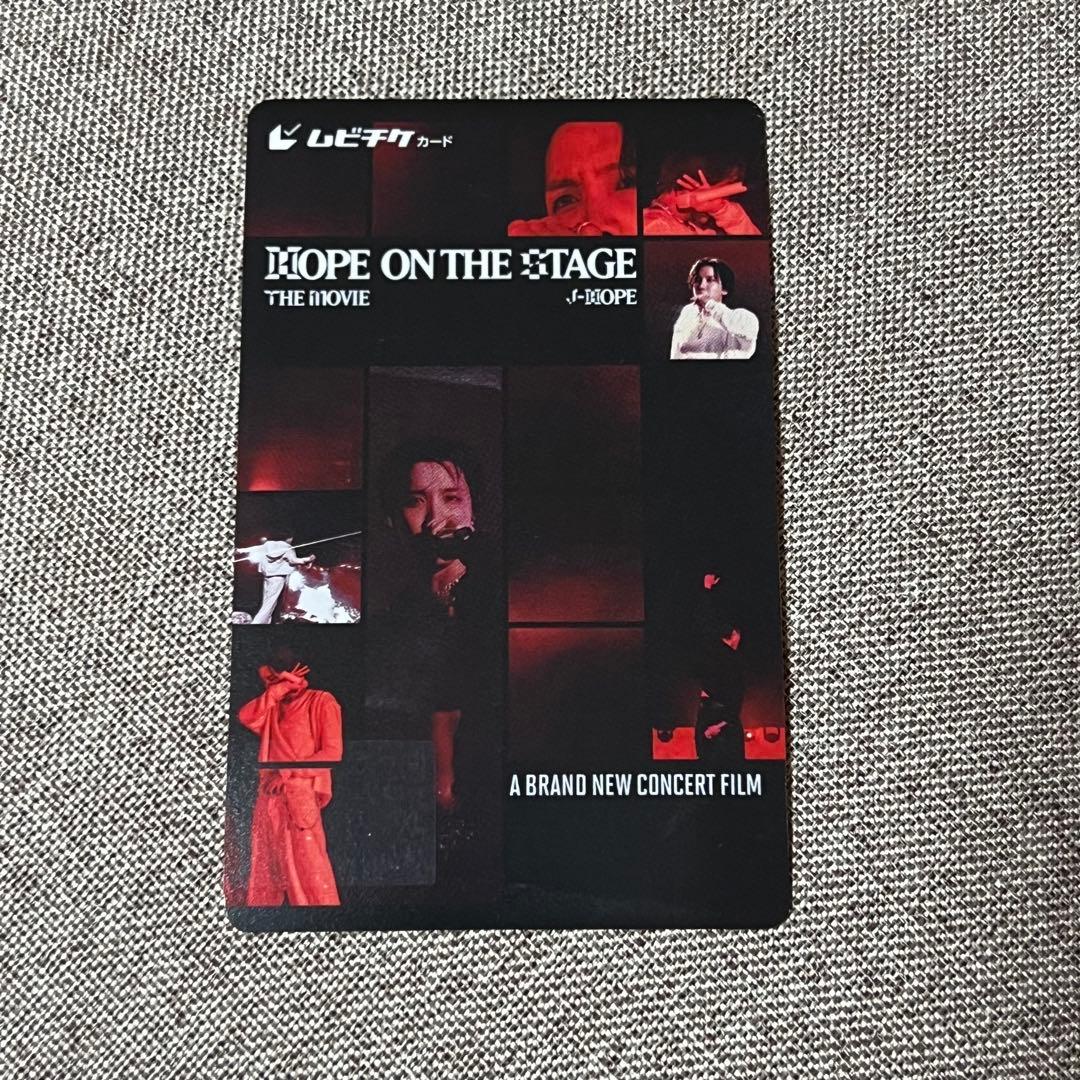 ムビチケカード
HOPE ON THE STAGE
THE MOVIE J-HOPE
A BRAND NEW CONCERT FILM